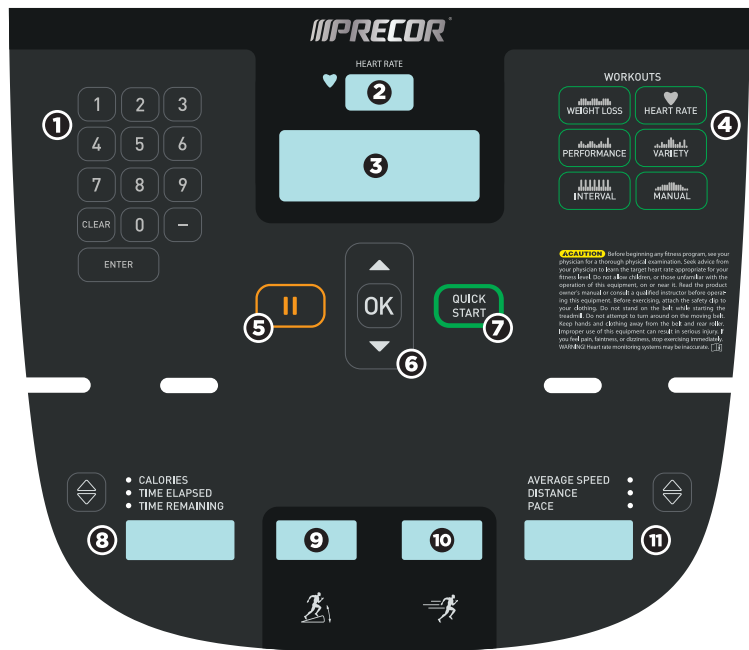 PRECOR
HEART RATE
2
3
1
1 2 3
4 5 6
7 8 9
CLEAR 0 –
ENTER
WORKOUTS
WEIGHT LOSS HEART RATE
4
PERFORMANCE VARIETY
INTERVAL MANUAL
ACAUTION Before beginning any fitness program, see your
physician for a thorough physical examination. Seek advice from
your physician to learn the target heart rate appropriate for your
fitness level. Do not allow children, or those unfamiliar with the
operation of this equipment, on or near it. Read the product
owner's manual or consult a qualified instructor before operat-
ing this equipment. Before exercising, attach the safety clip to
your clothing. Do not stand on the belt while starting the
treadmill. Do not attempt to turn around on the moving belt.
Keep hands and clothing away from the belt and rear roller.
Improper use of this equipment can result in serious injury. If
you feel pain, faintness, or dizziness, stop exercising immediately.
WARNING! Heart rate monitoring systems may be inaccurate.
5
OK
6
QUICK
START
7
CALORIES
TIME ELAPSED
TIME REMAINING
8
9
10
AVERAGE SPEED
DISTANCE
PACE
11